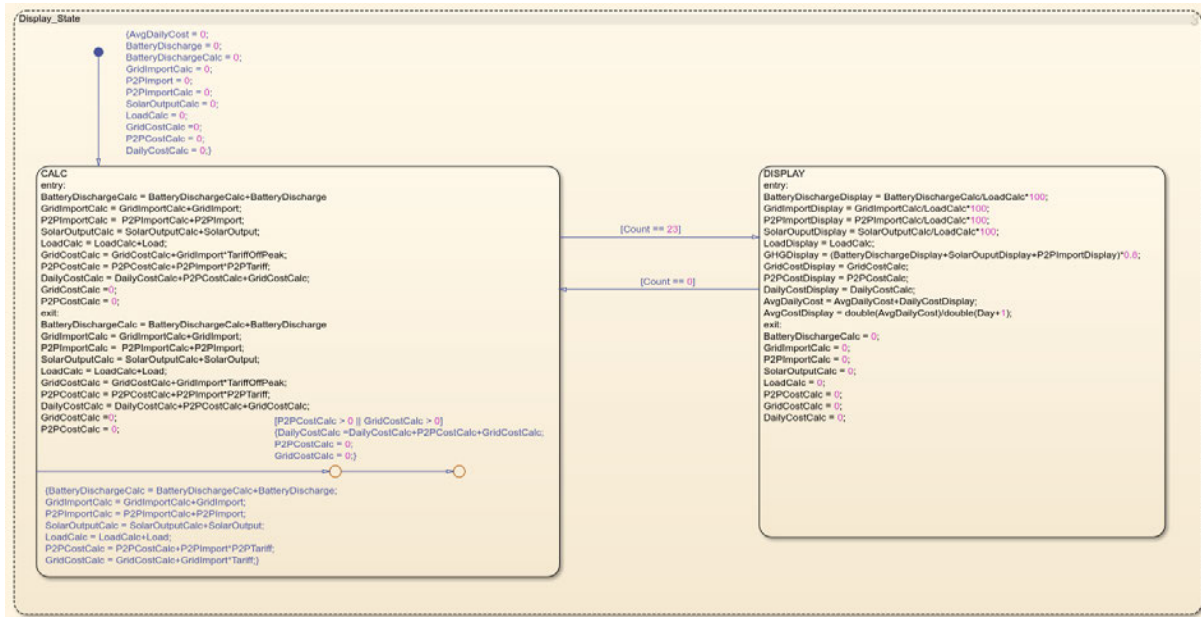 Display_State
3
{AvgDailyCost = 0;
BatteryDischarge = 0;
BatteryDischargeCalc = 0;
GridImportCalc = 0;
P2PImport = 0;
P2PImportCalc = 0;
SolarOutputCalc = 0;
LoadCalc = 0;
GridCostCalc =0;
P2PCostCalc = 0;
DailyCostCalc = 0;}
CALC
entry:
BatteryDischargeCalc = BatteryDischargeCalc+BatteryDischarge
GridImportCalc = GridImportCalc+GridImport;
P2PImportCalc =  P2PImportCalc+P2PImport;
SolarOutputCalc = SolarOutputCalc+SolarOutput;
LoadCalc = LoadCalc+Load;
GridCostCalc = GridCostCalc+GridImport*TariffOffPeak;
P2PCostCalc = P2PCostCalc+P2PImport*P2PTariff;
DailyCostCalc = DailyCostCalc+P2PCostCalc+GridCostCalc;
GridCostCalc =0;
P2PCostCalc = 0;
exit:
BatteryDischargeCalc = BatteryDischargeCalc+BatteryDischarge
GridImportCalc = GridImportCalc+GridImport;
P2PImportCalc =  P2PImportCalc+P2PImport;
SolarOutputCalc = SolarOutputCalc+SolarOutput;
LoadCalc = LoadCalc+Load;
GridCostCalc = GridCostCalc+GridImport*TariffOffPeak;
P2PCostCalc = P2PCostCalc+P2PImport*P2PTariff;
DailyCostCalc = DailyCostCalc+P2PCostCalc+GridCostCalc;
GridCostCalc =0;
P2PCostCalc = 0;
[P2PCostCalc > 0 || GridCostCalc > 0]
{DailyCostCalc =DailyCostCalc+P2PCostCalc+GridCostCalc;
P2PCostCalc = 0;
GridCostCalc = 0;}
{BatteryDischargeCalc = BatteryDischargeCalc+BatteryDischarge;
GridImportCalc = GridImportCalc+GridImport;
P2PImportCalc = P2PImportCalc+P2PImport;
SolarOutputCalc = SolarOutputCalc+SolarOutput;
LoadCalc = LoadCalc+Load;
P2PCostCalc = P2PCostCalc+P2PImport*P2PTariff;
GridCostCalc = GridCostCalc+GridImport*Tariff;}
[Count == 23]
[Count == 0]
DISPLAY
entry:
BatteryDischargeDisplay = BatteryDischargeCalc/LoadCalc*100;
GridImportDisplay = GridImportCalc/LoadCalc*100;
P2PImportDisplay = P2PImportCalc/LoadCalc*100;
SolarOuputDisplay = SolarOutputCalc/LoadCalc*100;
LoadDisplay = LoadCalc;
GHGDisplay = (BatteryDischargeDisplay+SolarOuputDisplay+P2PImportDisplay)*0.8;
GridCostDisplay = GridCostCalc;
P2PCostDisplay = P2PCostCalc;
DailyCostDisplay = DailyCostCalc;
AvgDailyCost = AvgDailyCost+DailyCostDisplay;
AvgCostDisplay = double(AvgDailyCost)/double(Day+1);
exit:
BatteryDischargeCalc = 0;
GridImportCalc = 0;
P2PImportCalc = 0;
SolarOutputCalc = 0;
LoadCalc = 0;
P2PCostCalc = 0;
GridCostCalc = 0;
DailyCostCalc = 0;